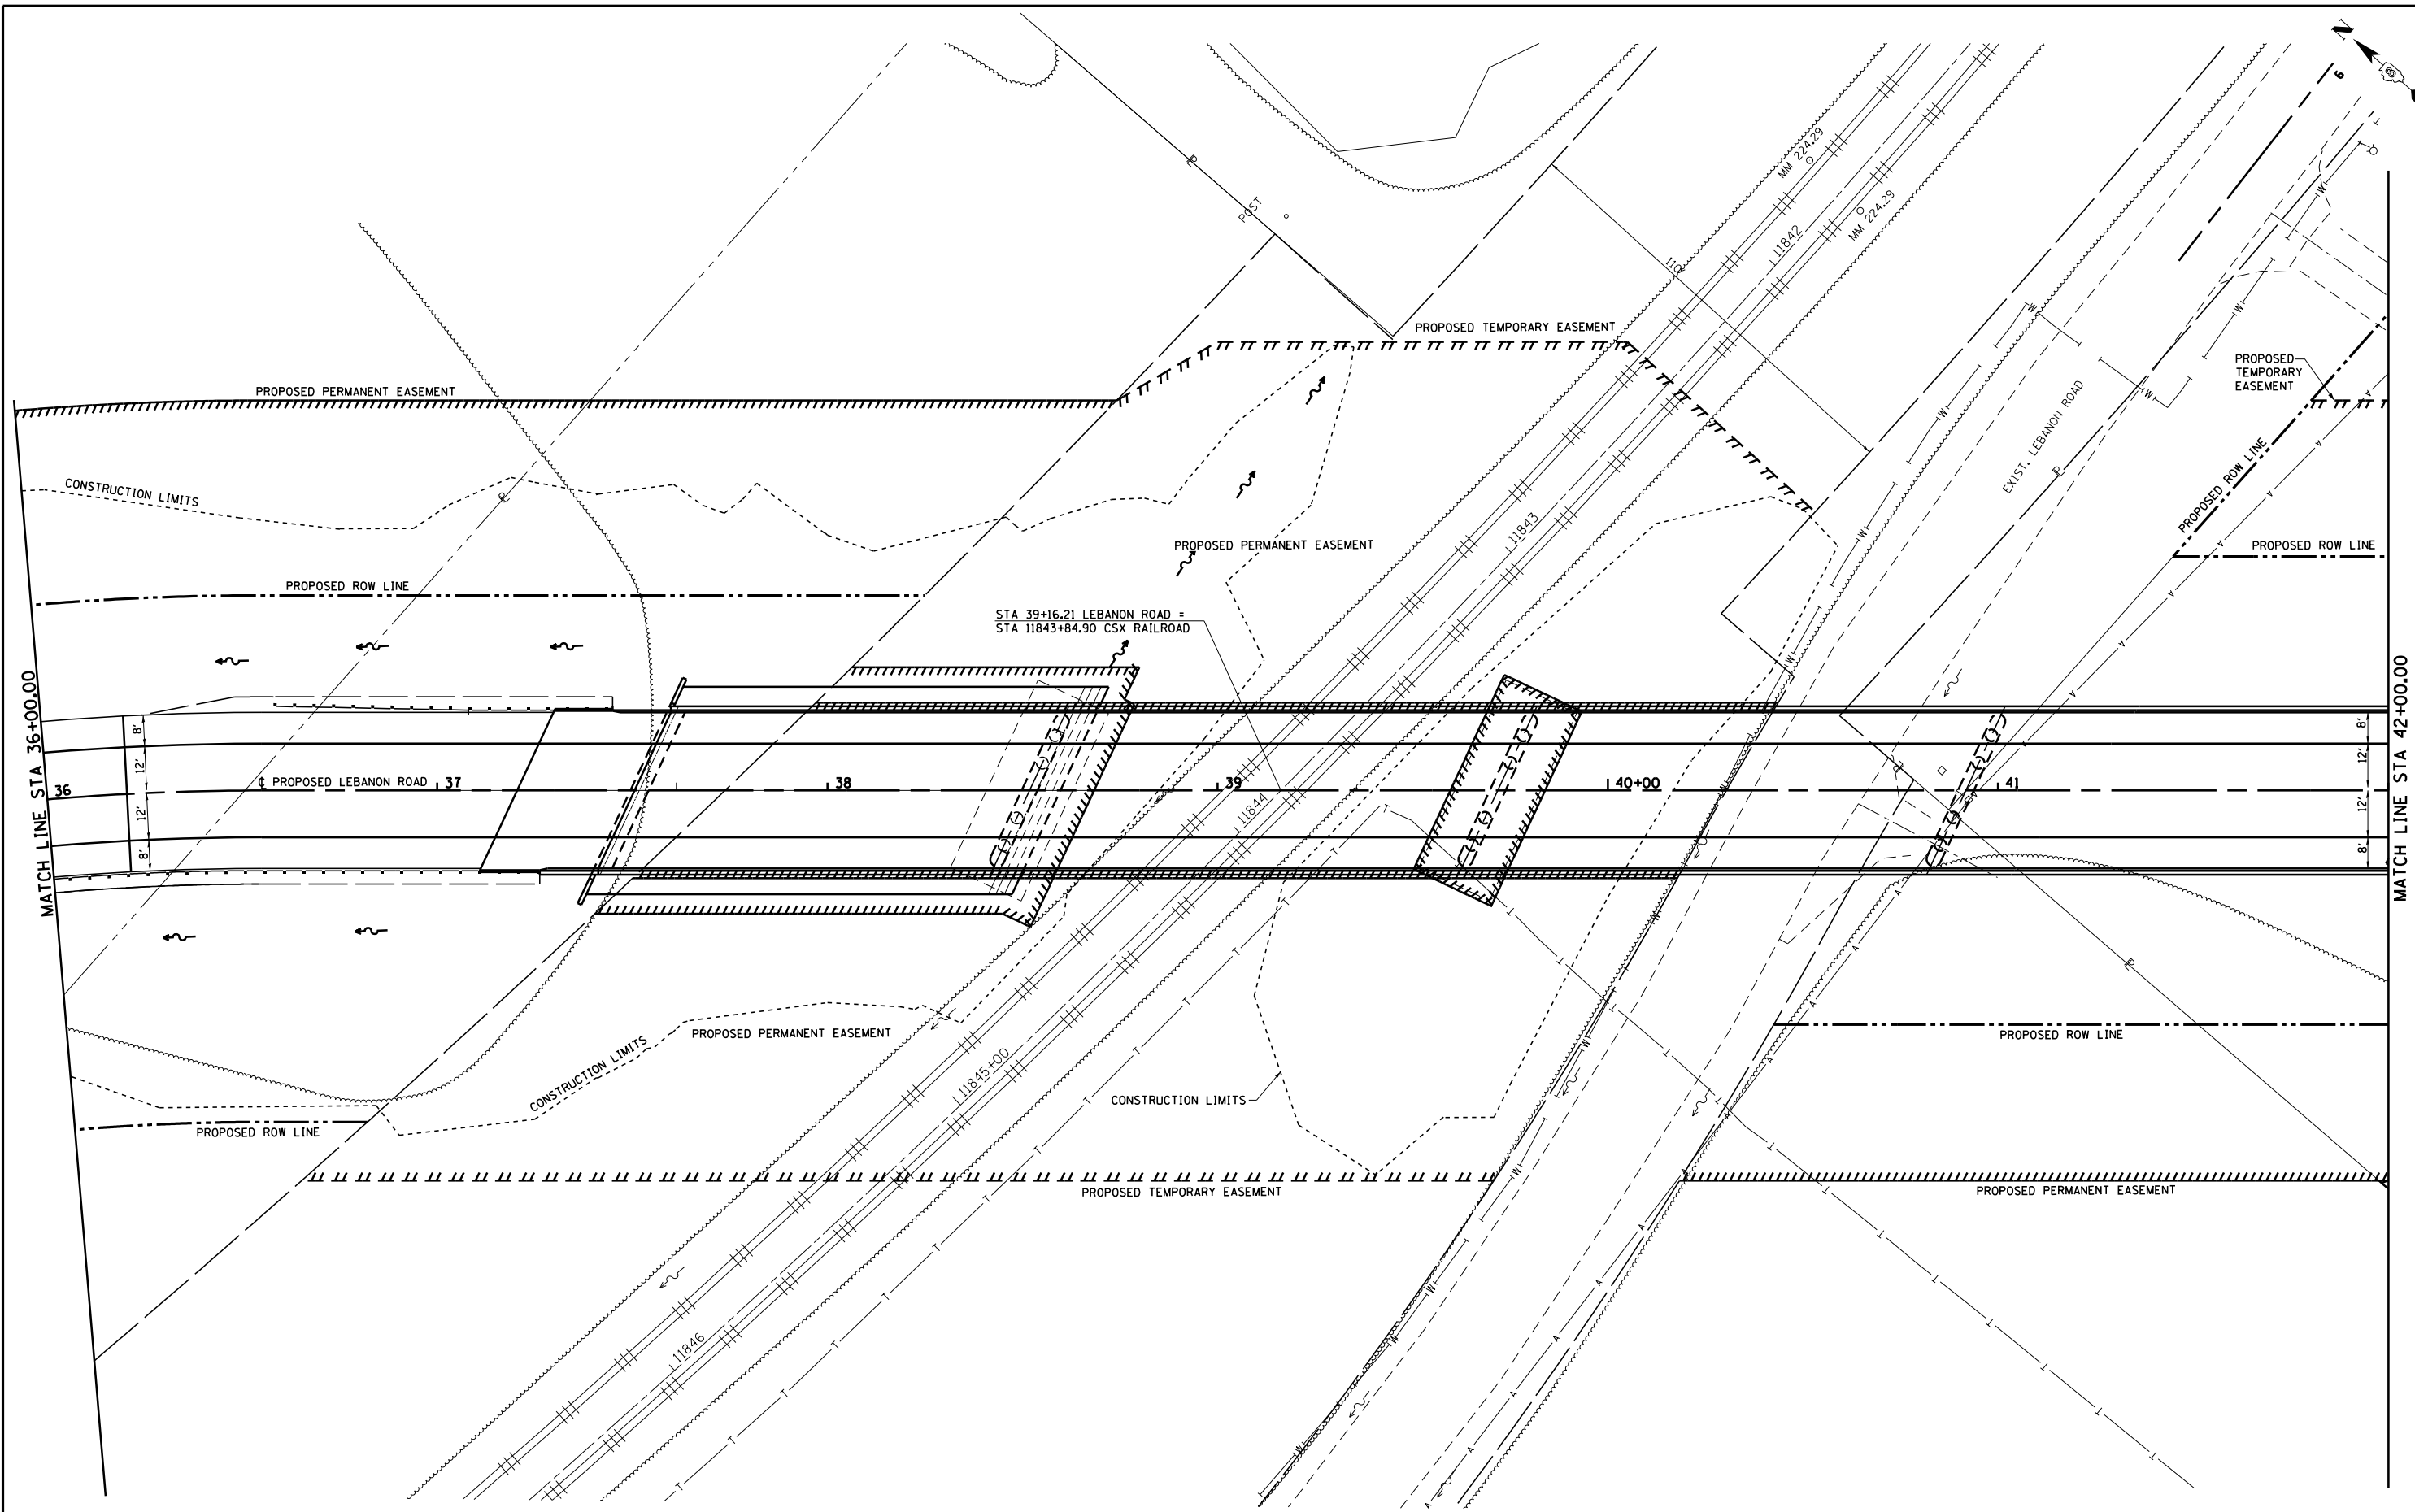 N
6
MM 224.29
11842
MM 224.29
POST
110
PROPOSED TEMPORARY EASEMENT
PROPOSED
TEMPORARY
EASEMENT
PROPOSED PERMANENT EASEMENT
EXIST. LEBANON ROAD
PROPOSED ROW LINE
CONSTRUCTION LIMITS
11843
PROPOSED PERMANENT EASEMENT
PROPOSED ROW LINE
PROPOSED ROW LINE
STA 39+16.21 LEBANON ROAD =
STA 11843+84.90 CSX RAILROAD
MATCH LINE STA 36+00.00
MATCH LINE STA 42+00.00
8'
12'
12'
8'
8'
12'
12'
8'
36
℄ PROPOSED LEBANON ROAD
37
38
39
40+00
41
11844
PROPOSED PERMANENT EASEMENT
CONSTRUCTION LIMITS
11845+00
CONSTRUCTION LIMITS
PROPOSED ROW LINE
PROPOSED ROW LINE
PROPOSED TEMPORARY EASEMENT
PROPOSED PERMANENT EASEMENT
11846